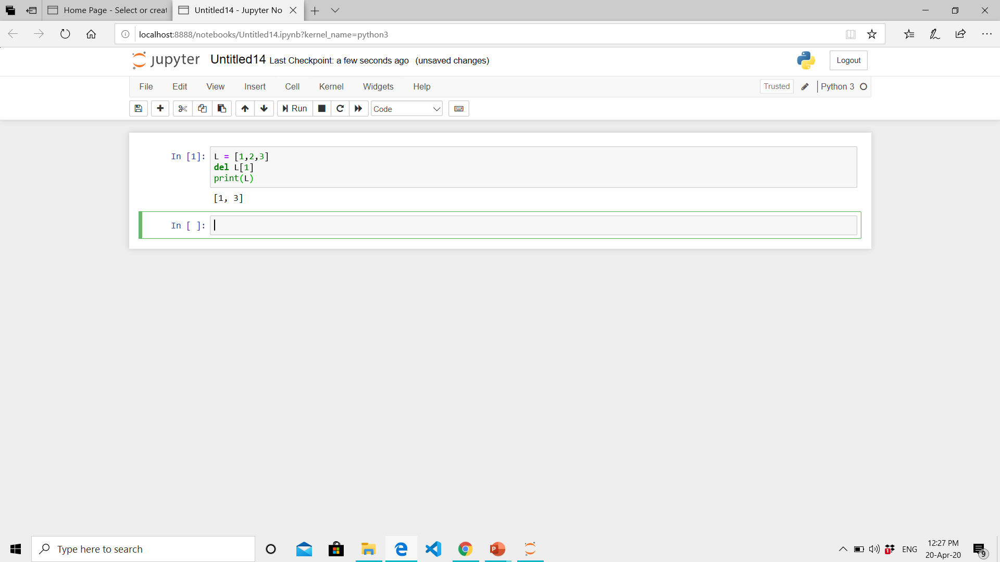 Home Page - Select or creat
Untitled14 - Jupyter No
localhost:8888/notebooks/Untitled14.ipynb?kernel_name=python3
jupyter Untitled14 Last Checkpoint: a few seconds ago (unsaved changes)
Logout
File Edit View Insert Cell Kernel Widgets Help
Trusted Python 3
Run Code
In [1]: L = [1,2,3]
del L[1]
print(L)
[1, 3]
In [ ]:
Type here to search
P
1
ENG
12:27 PM
20-Apr-20
9